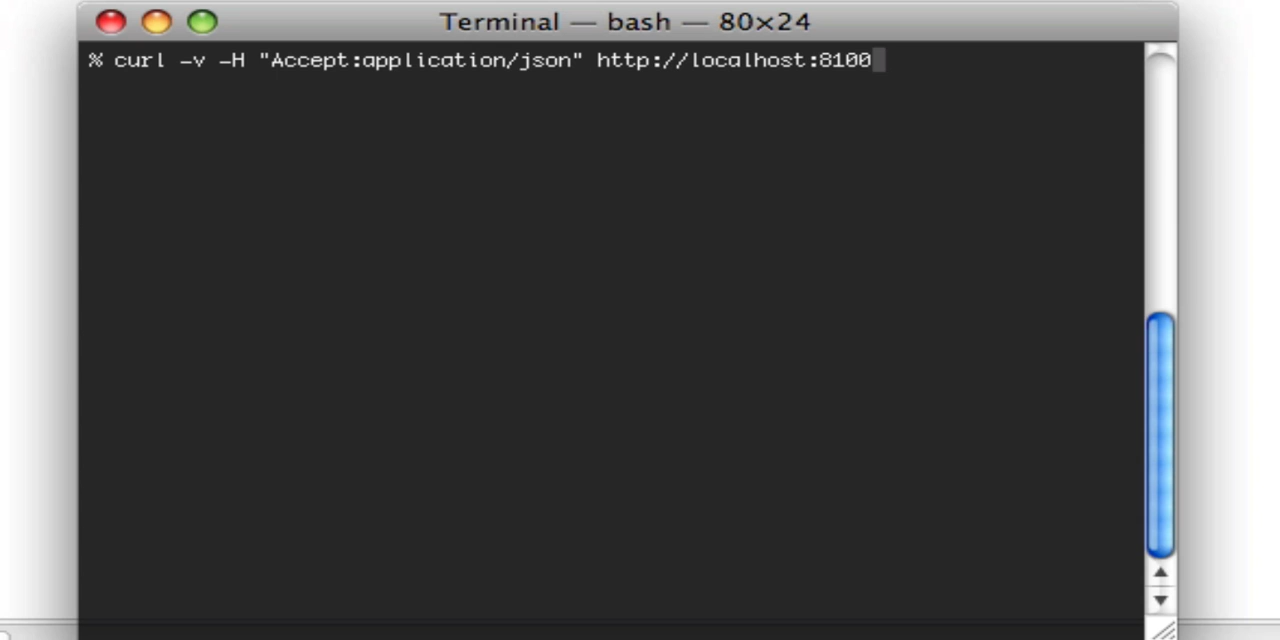 Terminal — bash — 80×24
% curl -v -H "Accept:application/json" http://localhost:8100